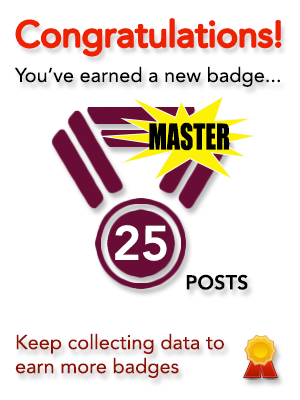 Congratulations!
You've earned a new badge...
MASTER
25
POSTS
Keep collecting data to
earn more badges